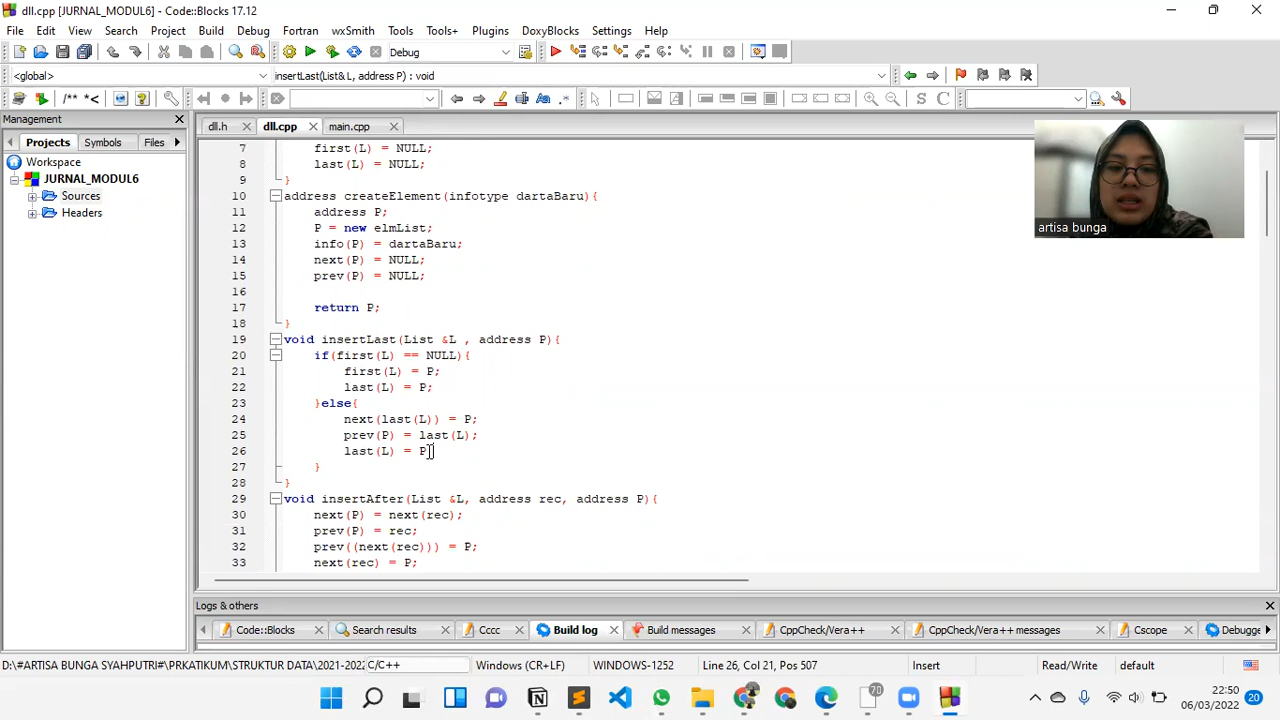 dll.cpp [JURNAL_MODUL6] - Code::Blocks 17.12
File Edit View Search Project Build Debug Fortran wxSmith Tools Tools+ Plugins DoxyBlocks Settings Help
Debug
<global>
insertLast(List& L, address P) : void
/** *<
Aa .*
S C
Management
Projects Symbols Files
Workspace
JURNAL_MODUL6
Sources
Headers
dll.h dll.cpp main.cpp
7 first(L) = NULL;
8 last(L) = NULL;
9 }
10 address createElement(infotype dartaBaru){
11 address P;
12 P = new elmList;
13 info(P) = dartaBaru;
14 next(P) = NULL;
15 prev(P) = NULL;
16
17 return P;
18 }
19 void insertLast(List &L , address P){
20 if(first(L) == NULL){
21 first(L) = P;
22 last(L) = P;
23 }else{
24 next(last(L)) = P;
25 prev(P) = last(L);
26 last(L) = P
27 }
28 }
29 void insertAfter(List &L, address rec, address P){
30 next(P) = next(rec);
31 prev(P) = rec;
32 prev((next(rec))) = P;
33 next(rec) = P;
artisa bunga
Logs & others
Code::Blocks Search results Cccc Build log Build messages CppCheck/Vera++ CppCheck/Vera++ messages Cscope Debugge
D:\#ARTISA BUNGA SYAHPUTRI#\PRKATIKUM\STRUKTUR DATA\2021-202 C/C++ Windows (CR+LF) WINDOWS-1252 Line 26, Col 21, Pos 507 Insert Read/Write default
70
22:50
06/03/2022
20